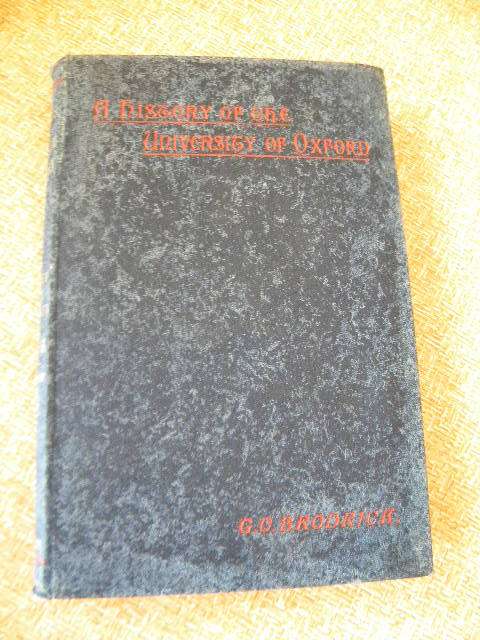 A HISTORY OF THE
UNIVERSITY OF OXFORD
G.C. BRODRICK.